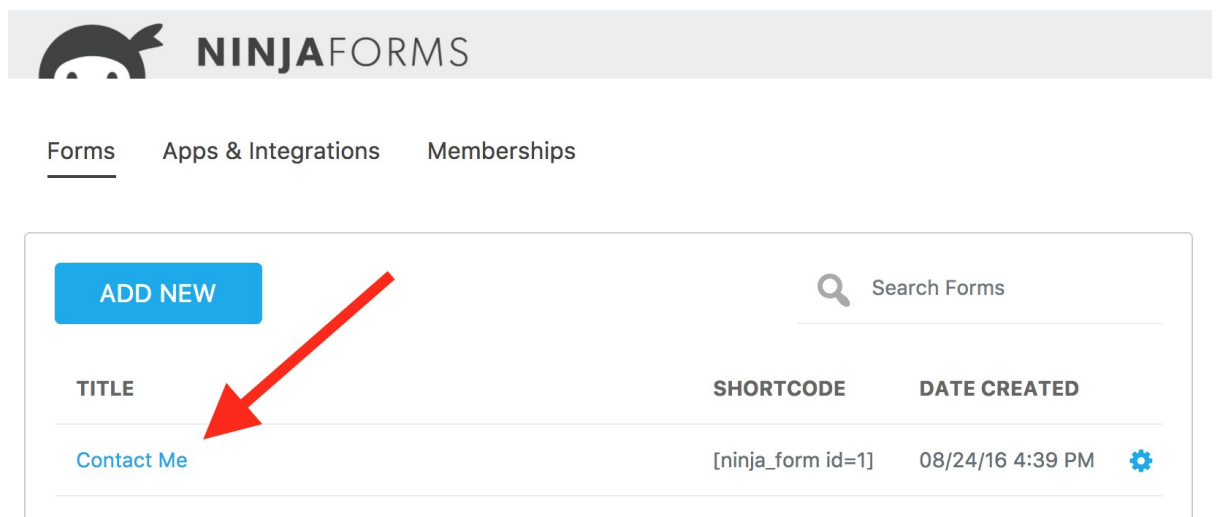 NINJAFORMS
Forms Apps & Integrations Memberships
ADD NEW Search Forms
TITLE SHORTCODE DATE CREATED
Contact Me [ninja_form id=1] 08/24/16 4:39 PM